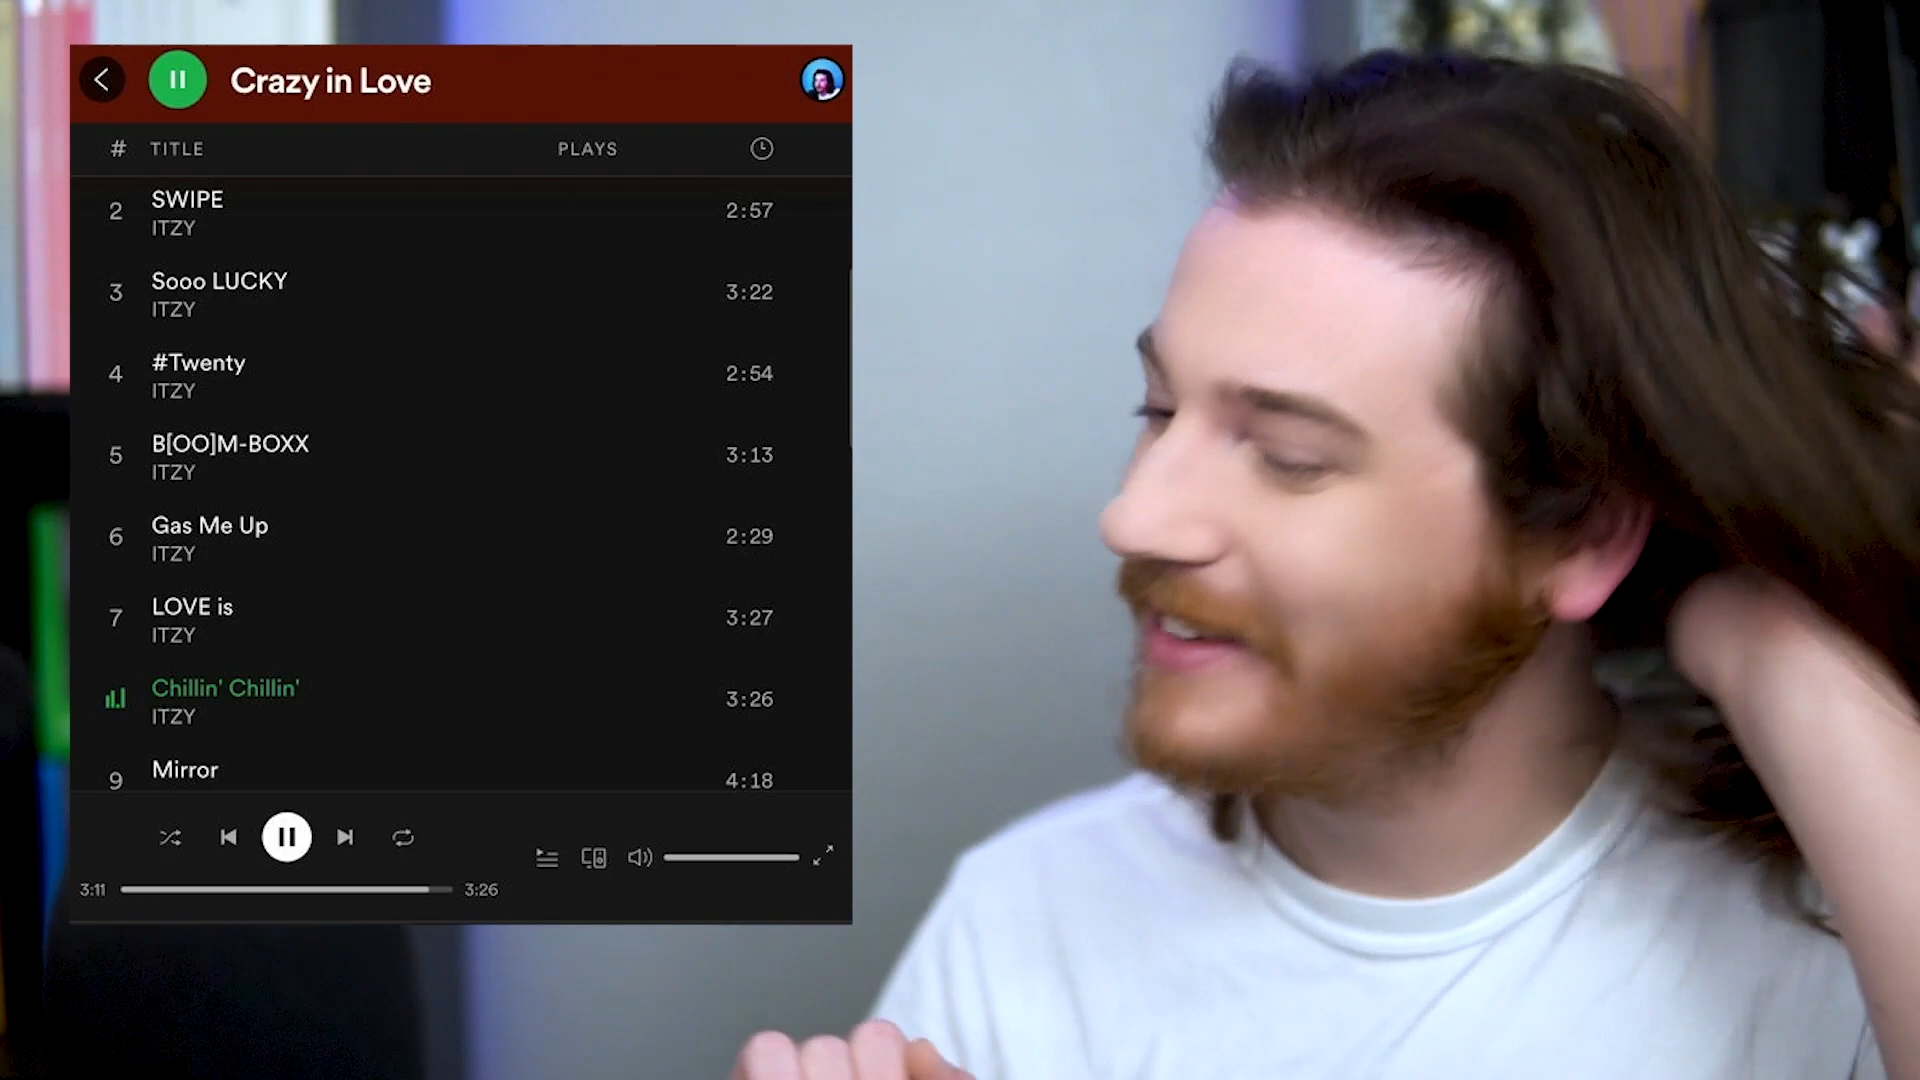 Crazy in Love
# TITLE PLAYS
2 SWIPE 2:57
ITZY
3 Sooo LUCKY 3:22
ITZY
4 #Twenty 2:54
ITZY
5 B[OO]M-BOXX 3:13
ITZY
6 Gas Me Up 2:29
ITZY
7 LOVE is 3:27
ITZY
Chillin' Chillin' 3:26
ITZY
9 Mirror 4:18
3:11 3:26